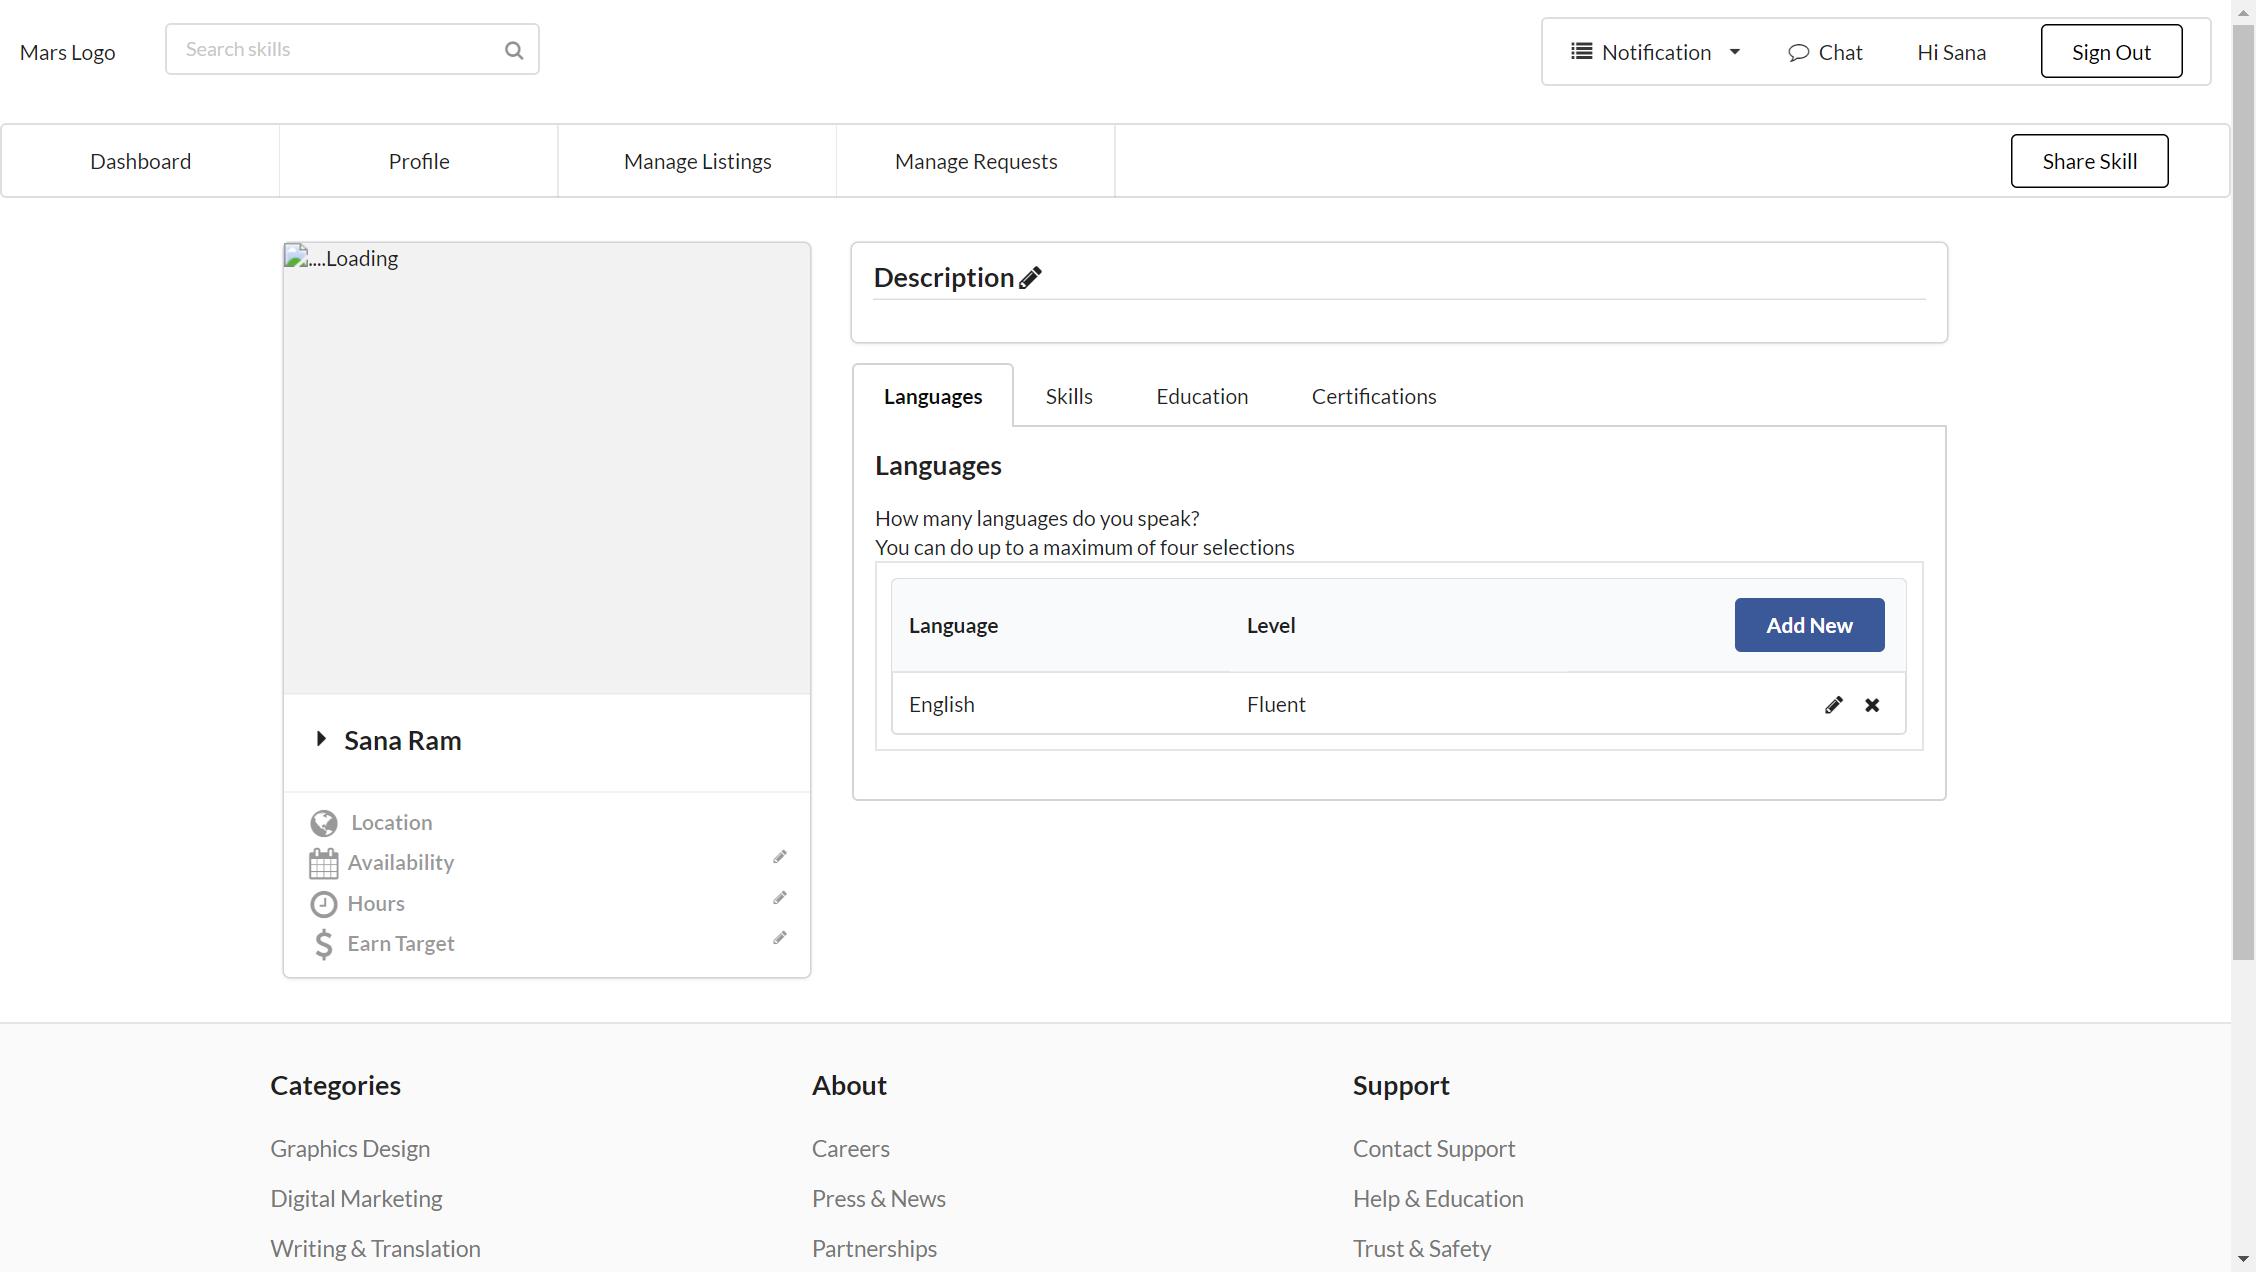 Mars Logo
Search skills
Notification
Chat
Hi Sana
Sign Out
Dashboard
Profile
Manage Listings
Manage Requests
Share Skill
....Loading
Sana Ram
Location
Availability
Hours
Earn Target
Description
Languages
Skills
Education
Certifications
Languages
How many languages do you speak?
You can do up to a maximum of four selections
Language
Level
Add New
English
Fluent
Categories
Graphics Design
Digital Marketing
Writing & Translation
About
Careers
Press & News
Partnerships
Support
Contact Support
Help & Education
Trust & Safety